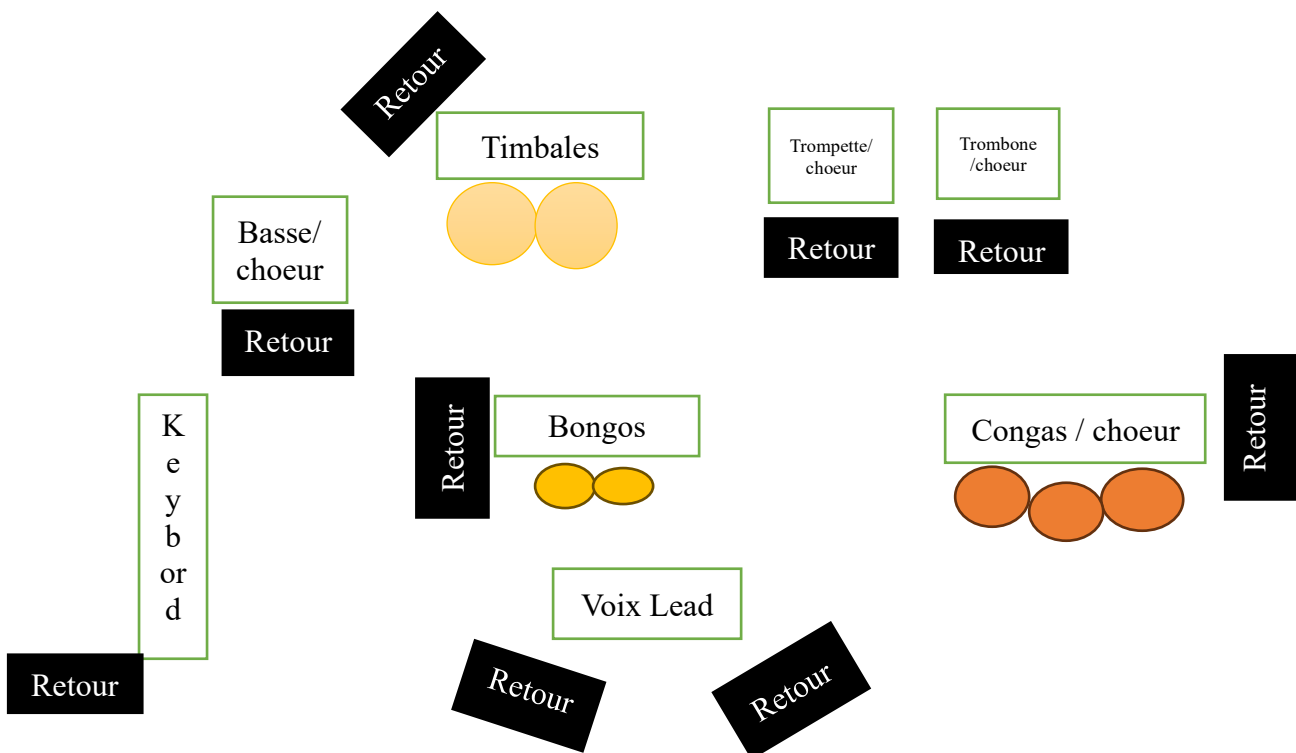 Retour
Timbales
Trompette/
choeur
Trombone
/choeur
Basse/
choeur
Retour
Retour
Retour
Retour
K
e
y
b
or
d
Retour
Bongos
Congas / choeur
Retour
Voix Lead
Retour
Retour
Retour